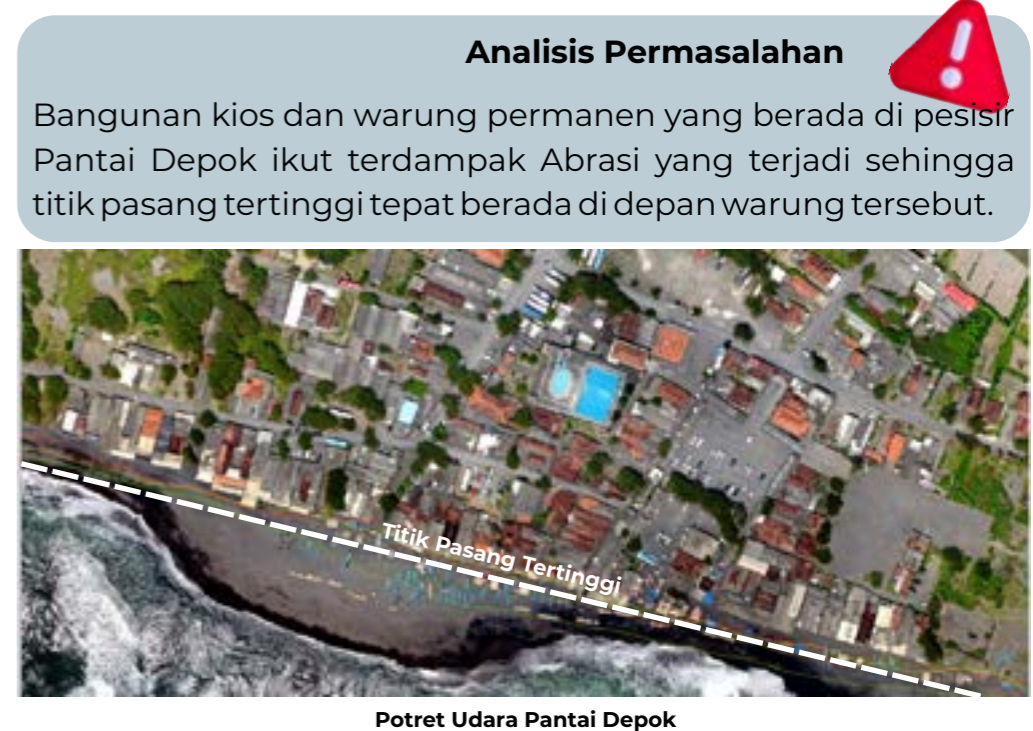 Analisis Permasalahan
Bangunan kios dan warung permanen yang berada di pesisir
Pantai Depok ikut terdampak Abrasi yang terjadi sehingga
titik pasang tertinggi tepat berada di depan warung tersebut.
Titik Pasang Tertinggi
Potret Udara Pantai Depok